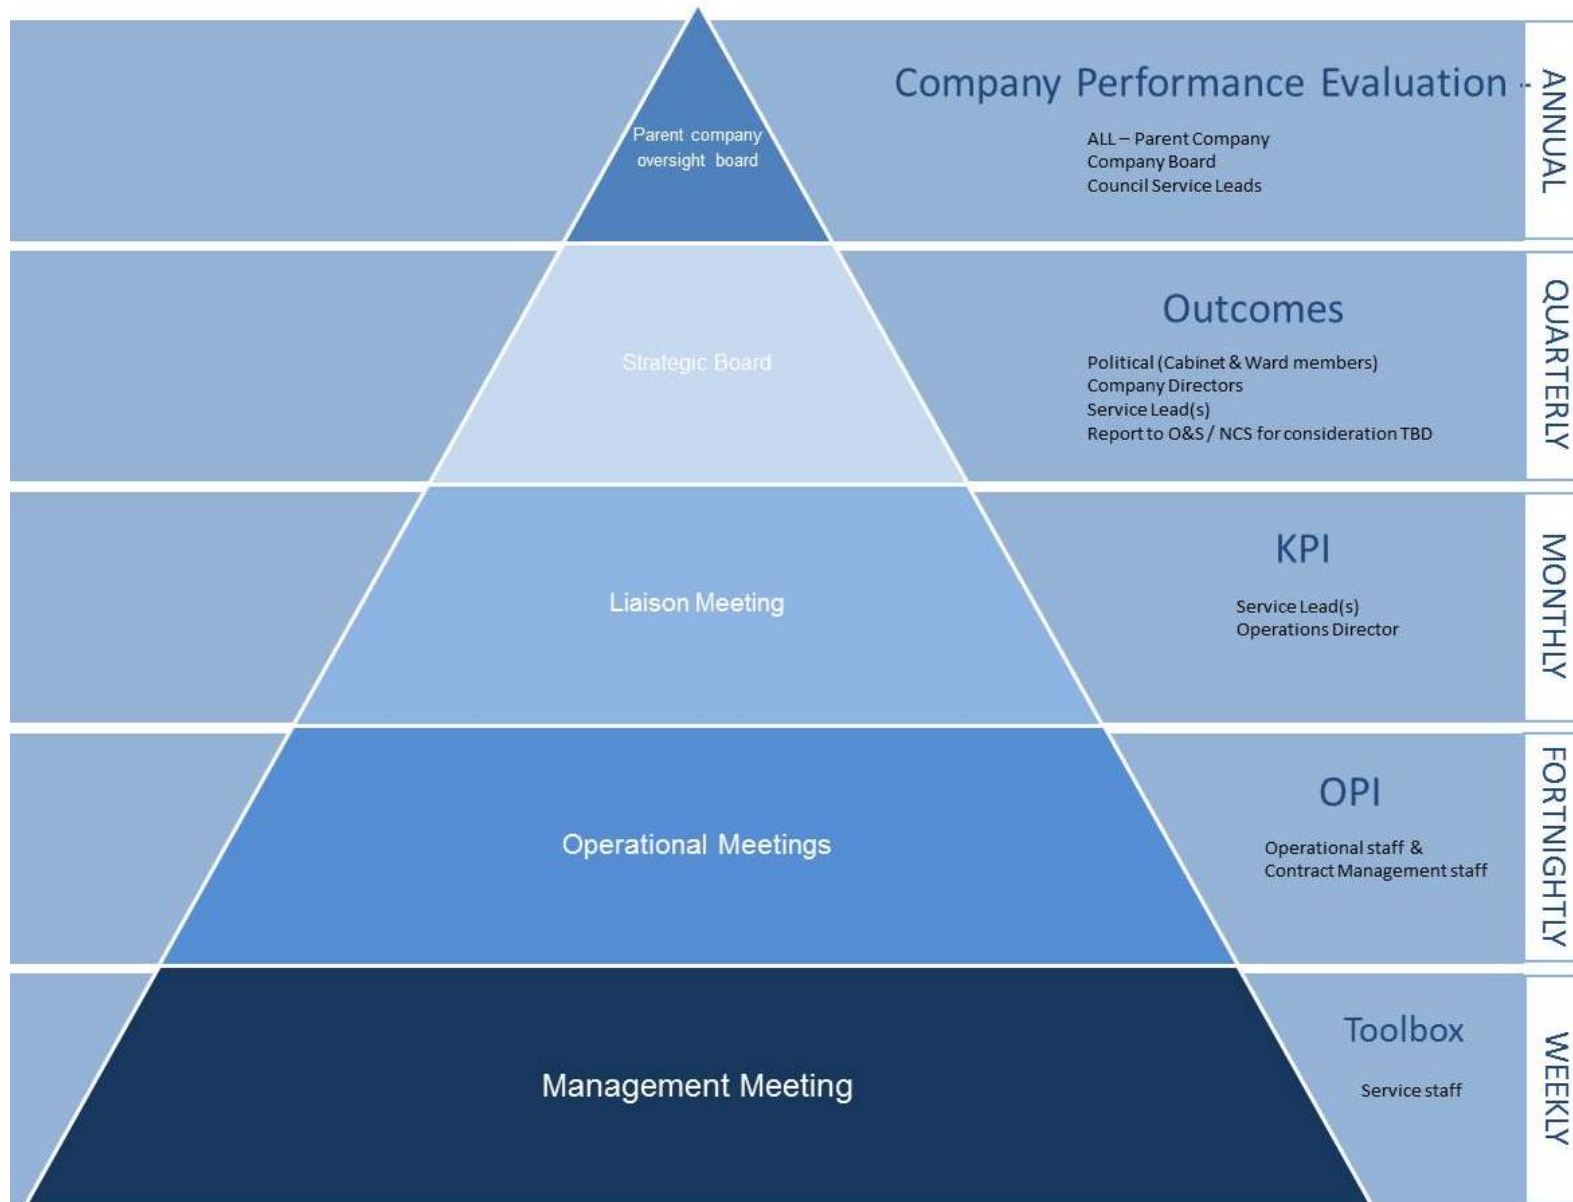 Parent company
oversight board
Company Performance Evaluation -
ALL – Parent Company
Company Board
Council Service Leads
ANNUAL
Strategic Board
Outcomes
Political (Cabinet & Ward members)
Company Directors
Service Lead(s)
Report to O&S / NCS for consideration TBD
QUARTERLY
Liaison Meeting
KPI
Service Lead(s)
Operations Director
MONTHLY
Operational Meetings
OPI
Operational staff &
Contract Management staff
FORTNIGHTLY
Management Meeting
Toolbox
Service staff
WEEKLY